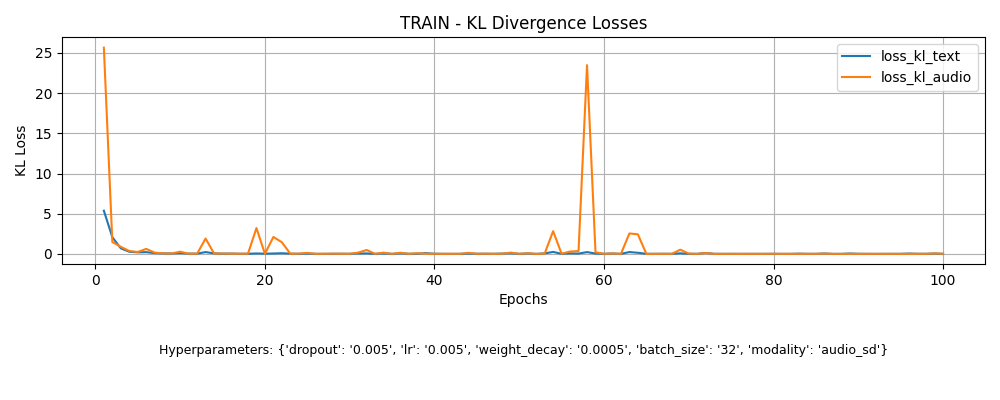 TRAIN - KL Divergence Losses
loss_kl_text
loss_kl_audio
KL Loss
25
20
15
10
5
0
0 20 40 60 80 100
Epochs
Hyperparameters: {'dropout': '0.005', 'lr': '0.005', 'weight_decay': '0.0005', 'batch_size': '32', 'modality': 'audio_sd'}